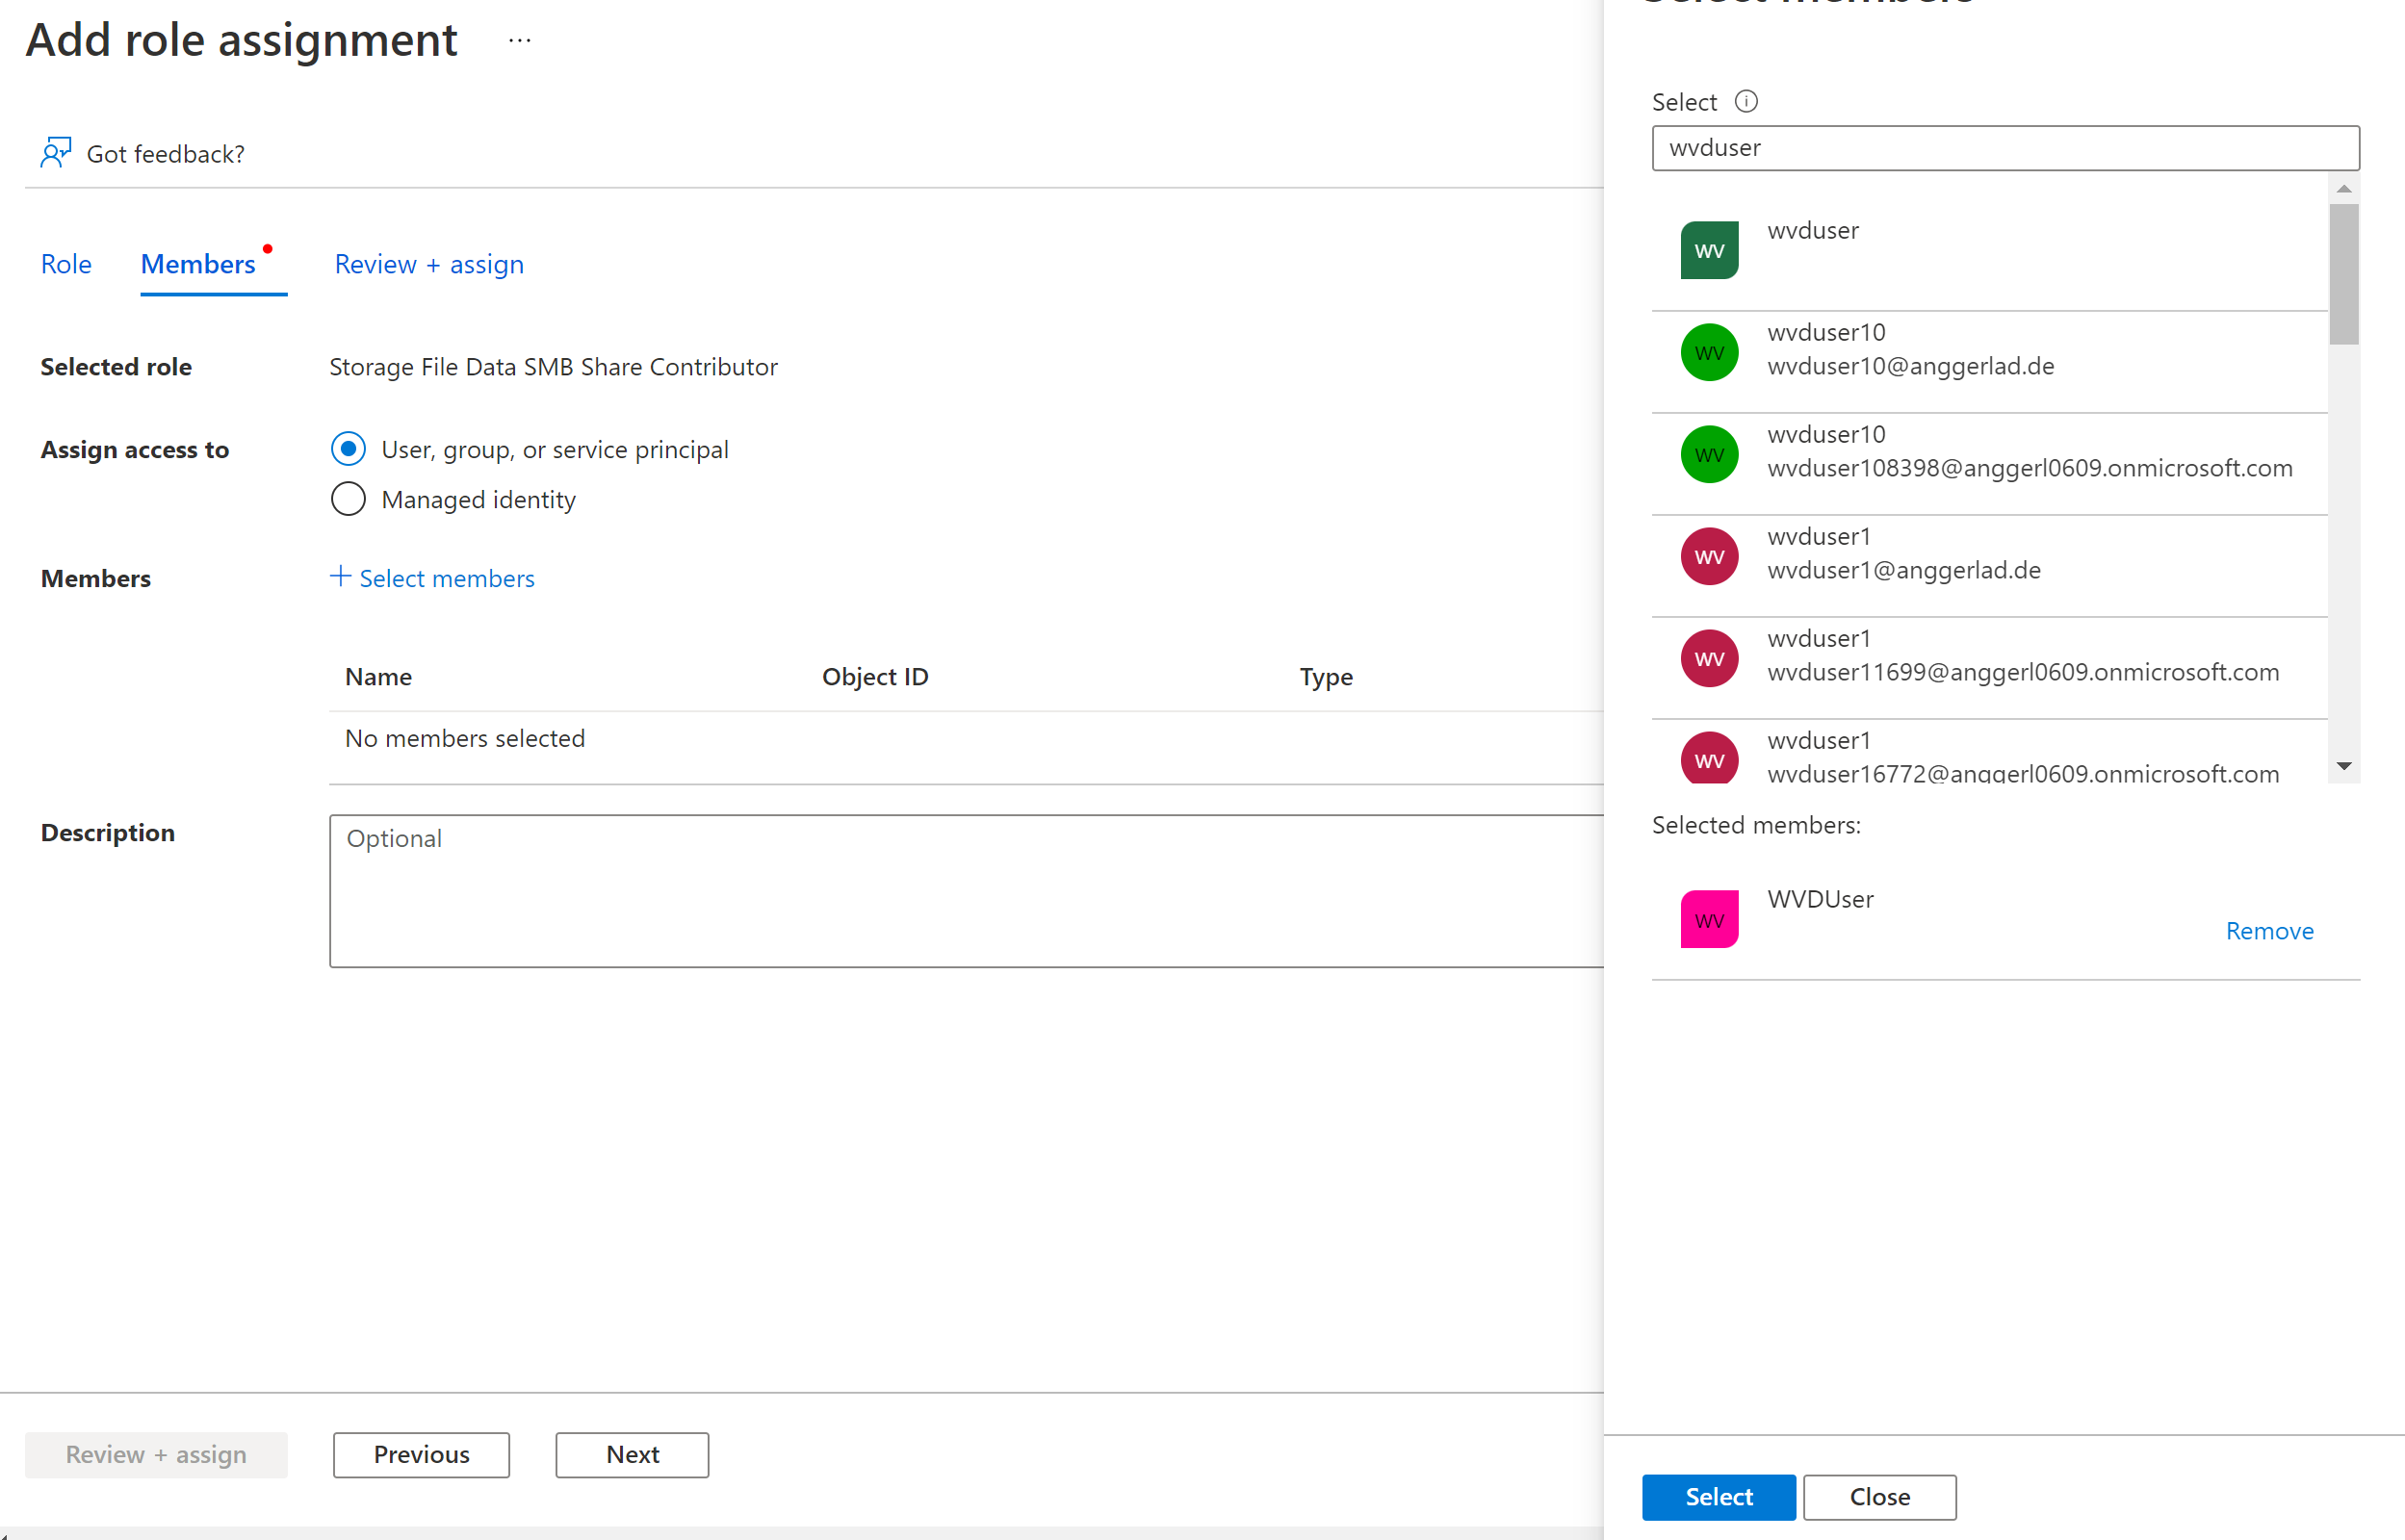 Add role assignment ...
Got feedback?
Role
Members
Review + assign
Selected role
Storage File Data SMB Share Contributor
Assign access to
User, group, or service principal
Managed identity
Members
+ Select members
Name
Object ID
Type
No members selected
Description
Optional
Review + assign
Previous
Next
Select members
Select
wvduser
WV
wvduser
WV
wvduser10
wvduser10@anggerlad.de
WV
wvduser10
wvduser108398@anggerl0609.onmicrosoft.com
WV
wvduser1
wvduser1@anggerlad.de
WV
wvduser1
wvduser11699@anggerl0609.onmicrosoft.com
WV
wvduser1
wvduser16772@anggerl0609.onmicrosoft.com
Selected members:
WV
WVDUser
Remove
Select
Close